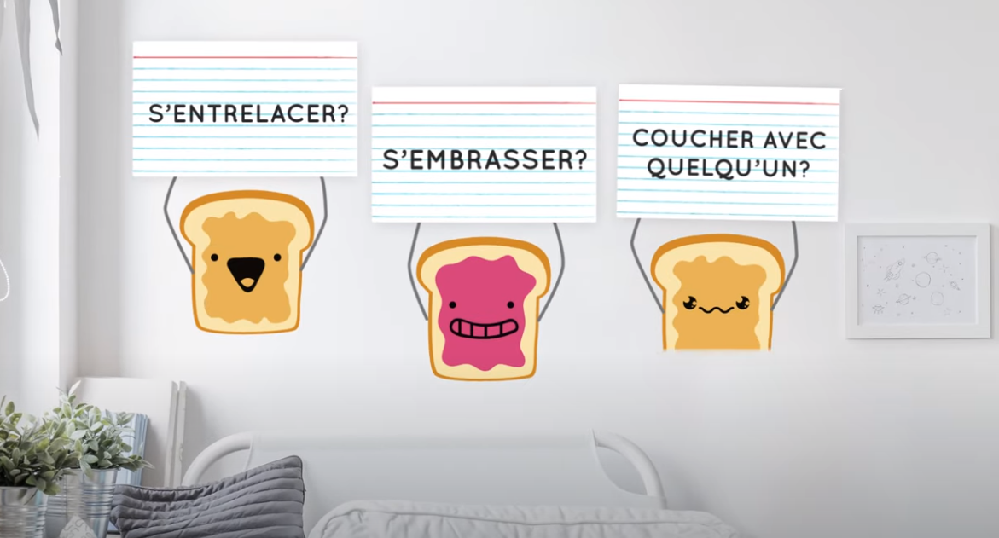 S'ENTRELACER?
S'EMBRASSER?
COUCHER AVEC
QUELQU'UN?